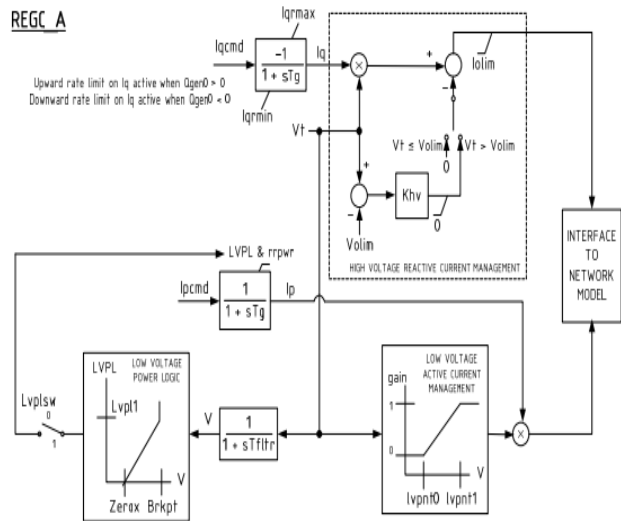 REGC_A
Iqrmax
Iqcmd
-1
1 + sTg
Iq
Iqrmin
Upward rate limit on Iq active when Qgen0 > 0
Downward rate limit on Iq active when Qgen0 < 0
×
+
-
Iolim
Vt
Vt ≤ Volim
Vt > Volim
0
+
-
Khv
0
Volim
HIGH VOLTAGE REACTIVE CURRENT MANAGEMENT
INTERFACE
TO
NETWORK
MODEL
LVPL & rrpwr
Ipcmd
1
1 + sTg
Ip
LOW VOLTAGE
POWER LOGIC
LVPL
Lvpl1
V
Zerox Brkpt
Lvplsw
0
1
V
1
1 + sTfltr
LOW VOLTAGE
ACTIVE CURRENT
MANAGEMENT
gain
1
0
V
lvpnt0 lvpnt1
×